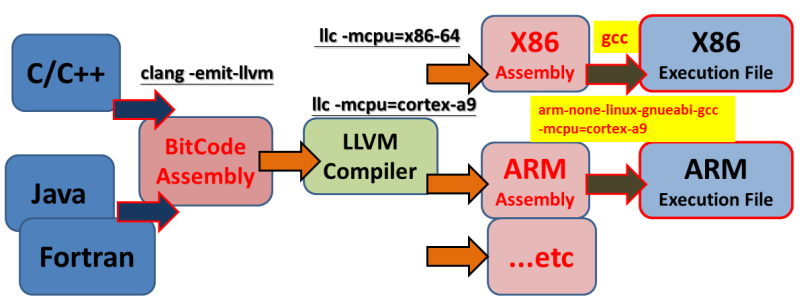 C/C++
clang -emit-llvm
Java
Fortran
BitCode
Assembly
llc -mcpu=x86-64
llc -mcpu=cortex-a9
LLVM
Compiler
X86
Assembly
gcc
X86
Execution File
arm-none-linux-gnueabi-gcc
-mcpu=cortex-a9
ARM
Assembly
ARM
Execution File
...etc